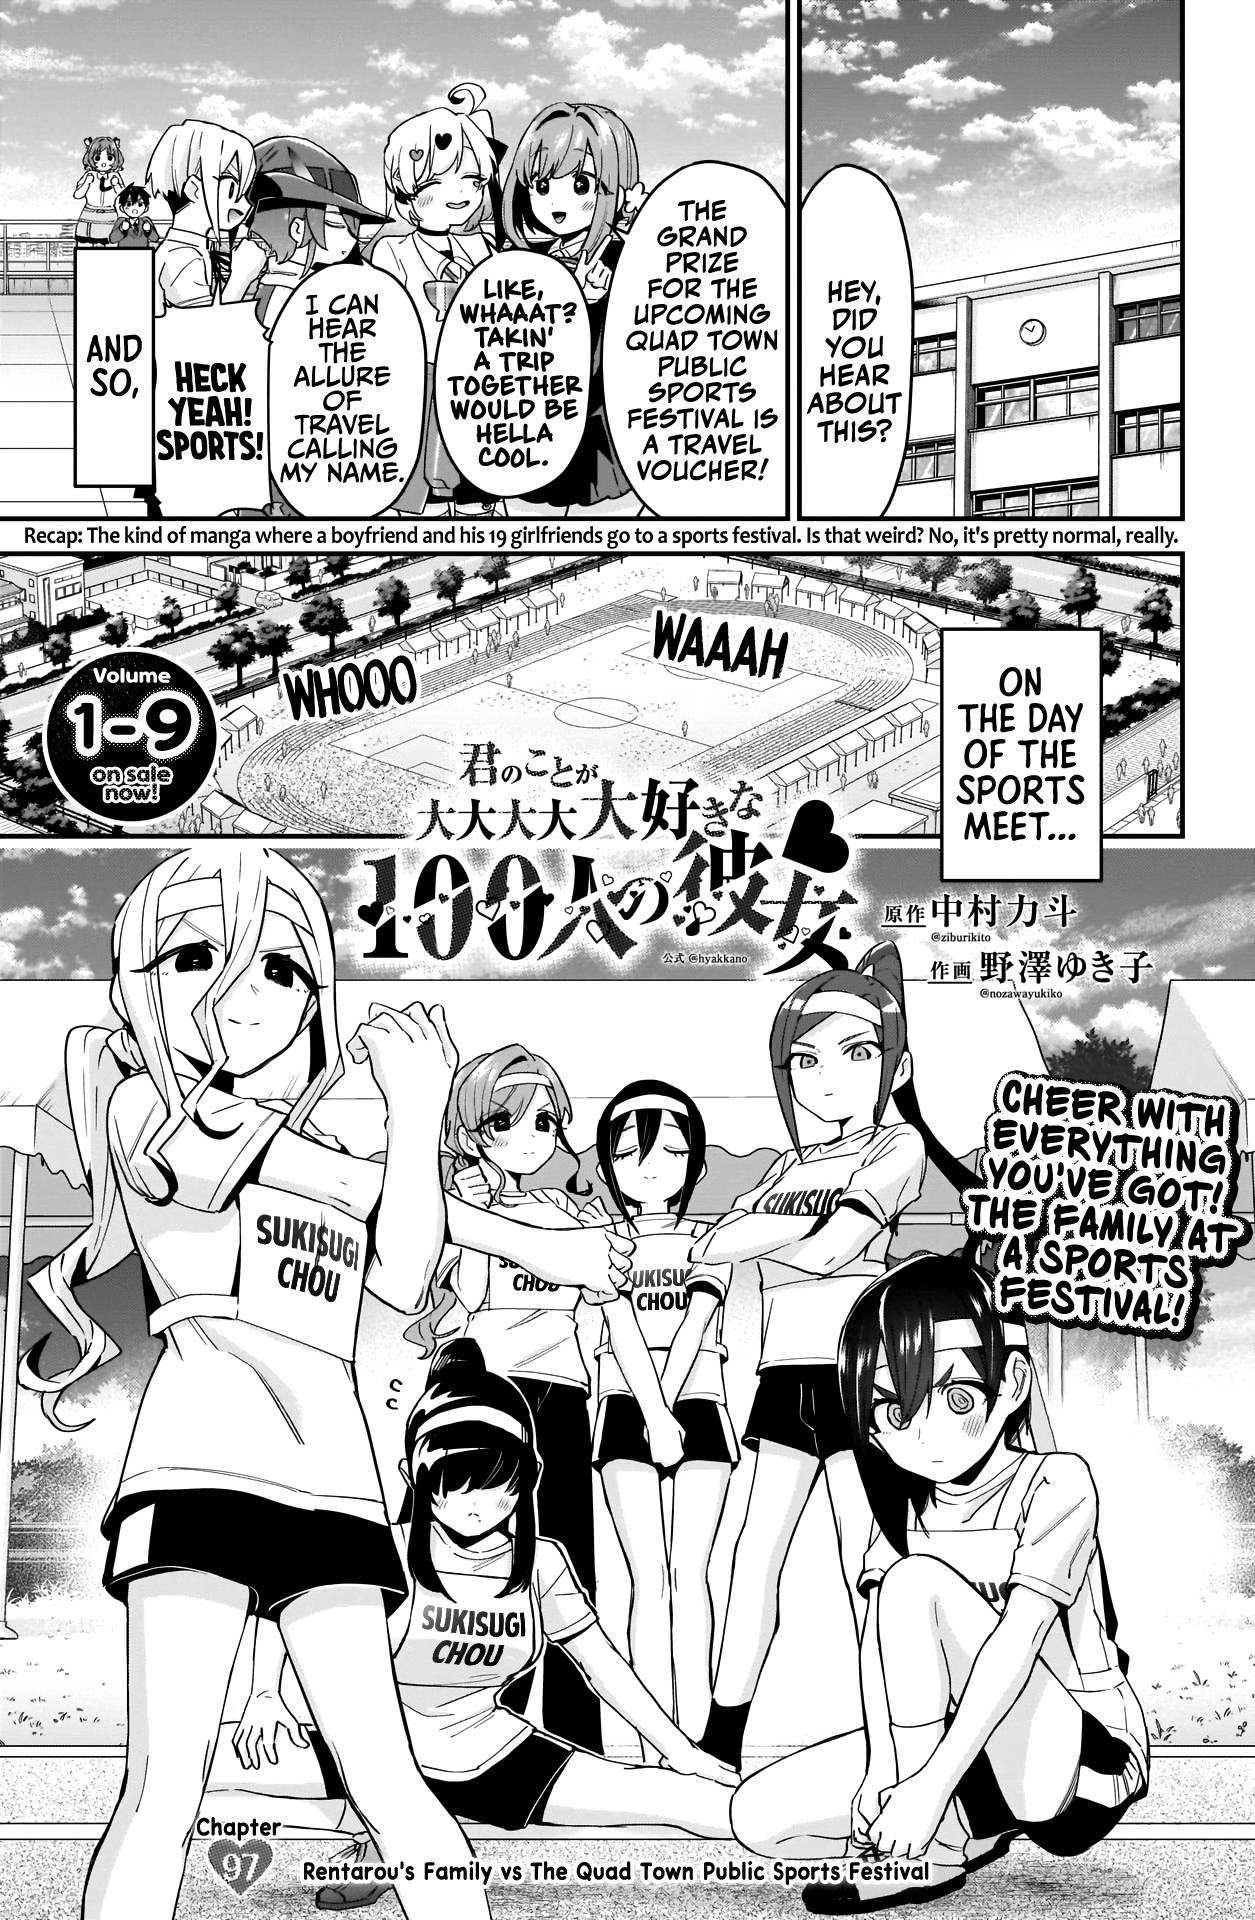 HEY,
DID
YOU
HEAR
ABOUT
THIS?
THE
GRAND
PRIZE
FOR THE
UPCOMING
QUAD TOWN
PUBLIC
SPORTS
FESTIVAL IS
A TRAVEL
VOUCHER!
LIKE,
WHAAAT?
TAKIN'
A TRIP
TOGETHER
WOULD BE
HELLA
COOL.
I CAN
HEAR
THE
ALLURE
OF
TRAVEL
CALLING
MY NAME.
HECK
YEAH!
SPORTS!
AND
SO,
Recap: The kind of manga where a boyfriend and his 19 girlfriends go to a sports festival. Is that weird? No, it's pretty normal, really.
ON
THE DAY
OF THE
SPORTS
MEET...
WAAAH
WHOOO
Volume
1-9
on sale
now!
君のことが
大大大大大好きな
100人の彼女
公式 @hyakkano
原作 中村力斗
@ziburikito
作画 野澤ゆき子
@nozawayukiko
CHEER WITH
EVERYTHING
YOU'VE GOT!
THE FAMILY AT
A SPORTS
FESTIVAL!
SUKISUGI
CHOU
SUKISUG
CHOU
UKISUG
CHOU
SUKISUG
SUKISUGI
CHOU
SUG
Chapter
97
Rentarou's Family vs The Quad Town Public Sports Festival